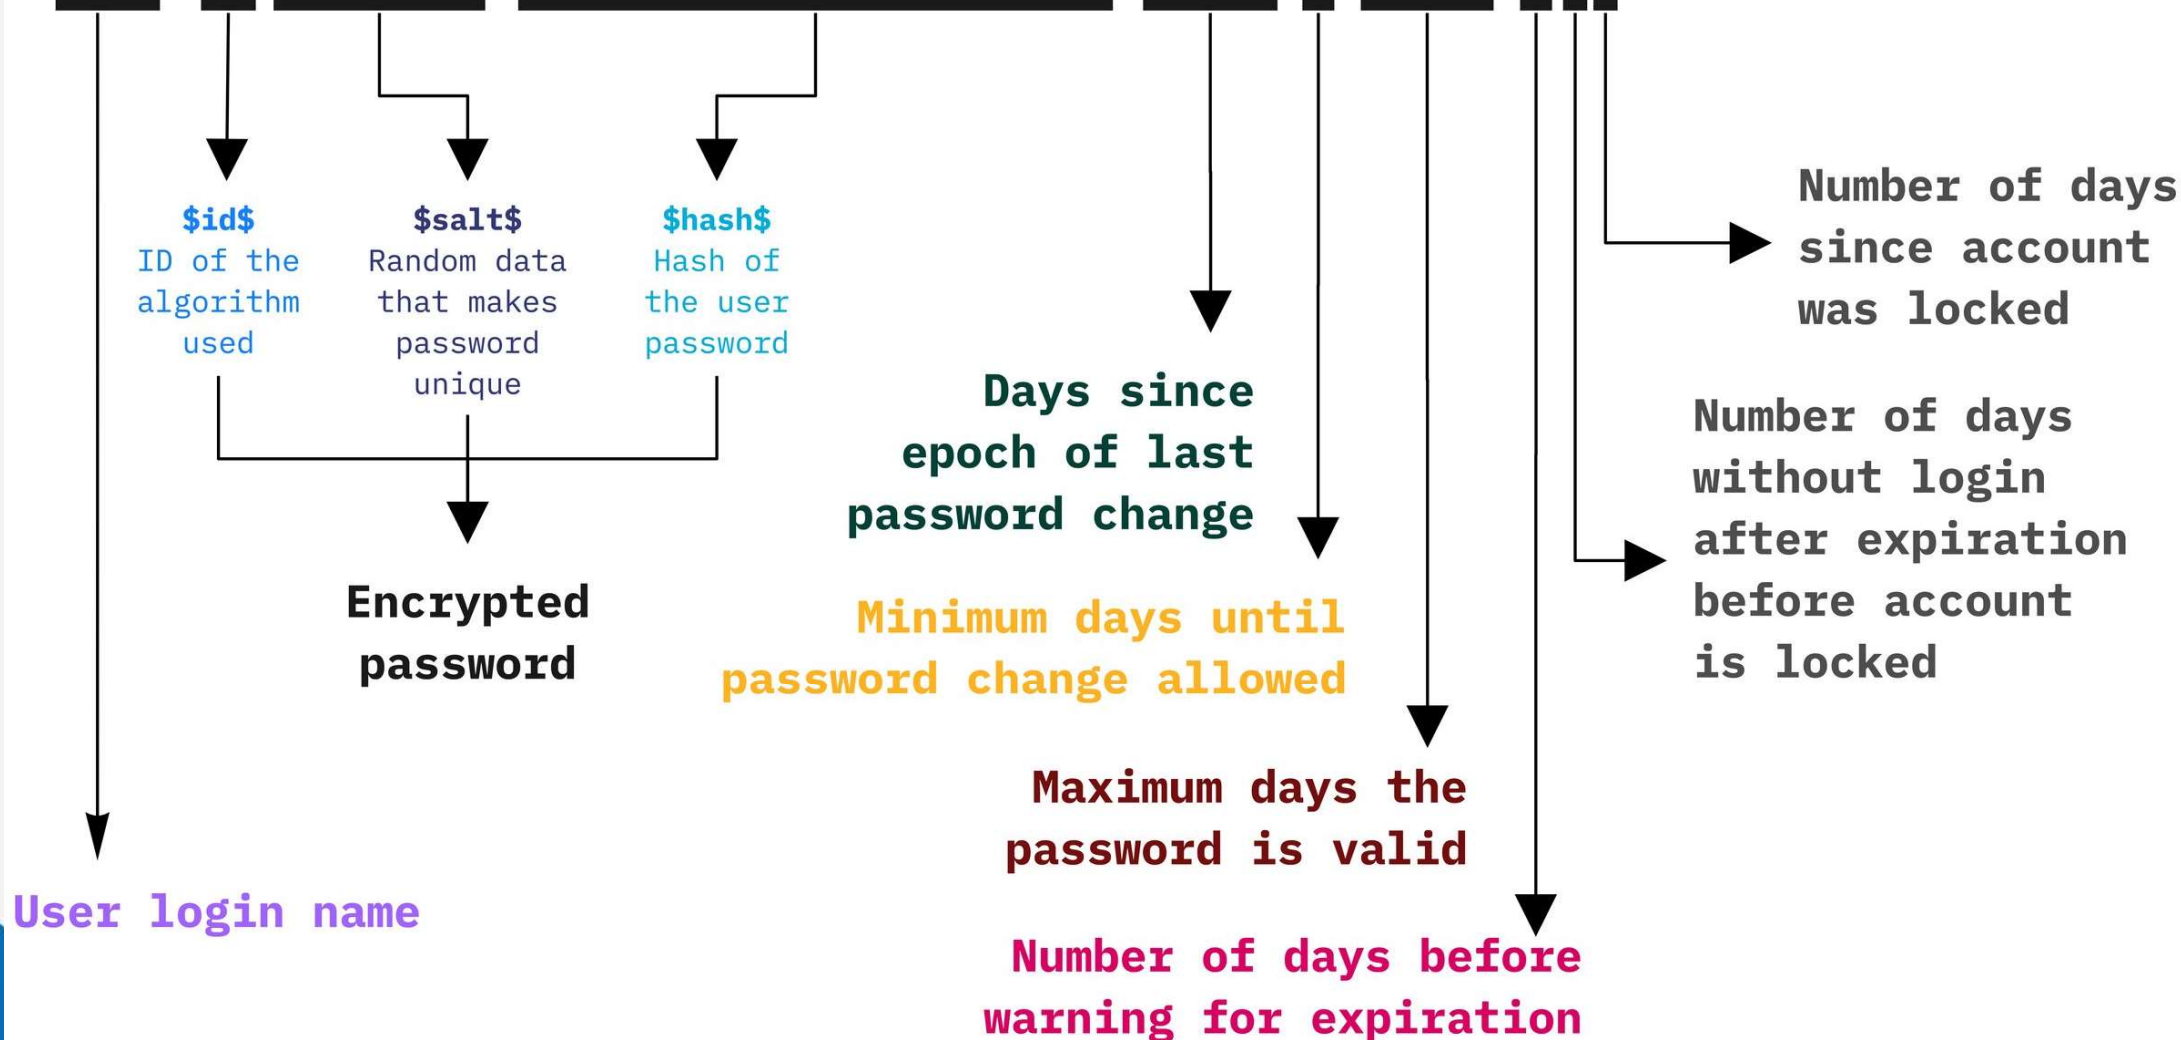 $id$
ID of the
algorithm
used
$salt$
Random data
that makes
password
unique
$hash$
Hash of
the user
password
Encrypted
password
User login name
Days since
epoch of last
password change
Minimum days until
password change allowed
Maximum days the
password is valid
Number of days before
warning for expiration
Number of days
without login
after expiration
before account
is locked
Number of days
since account
was locked